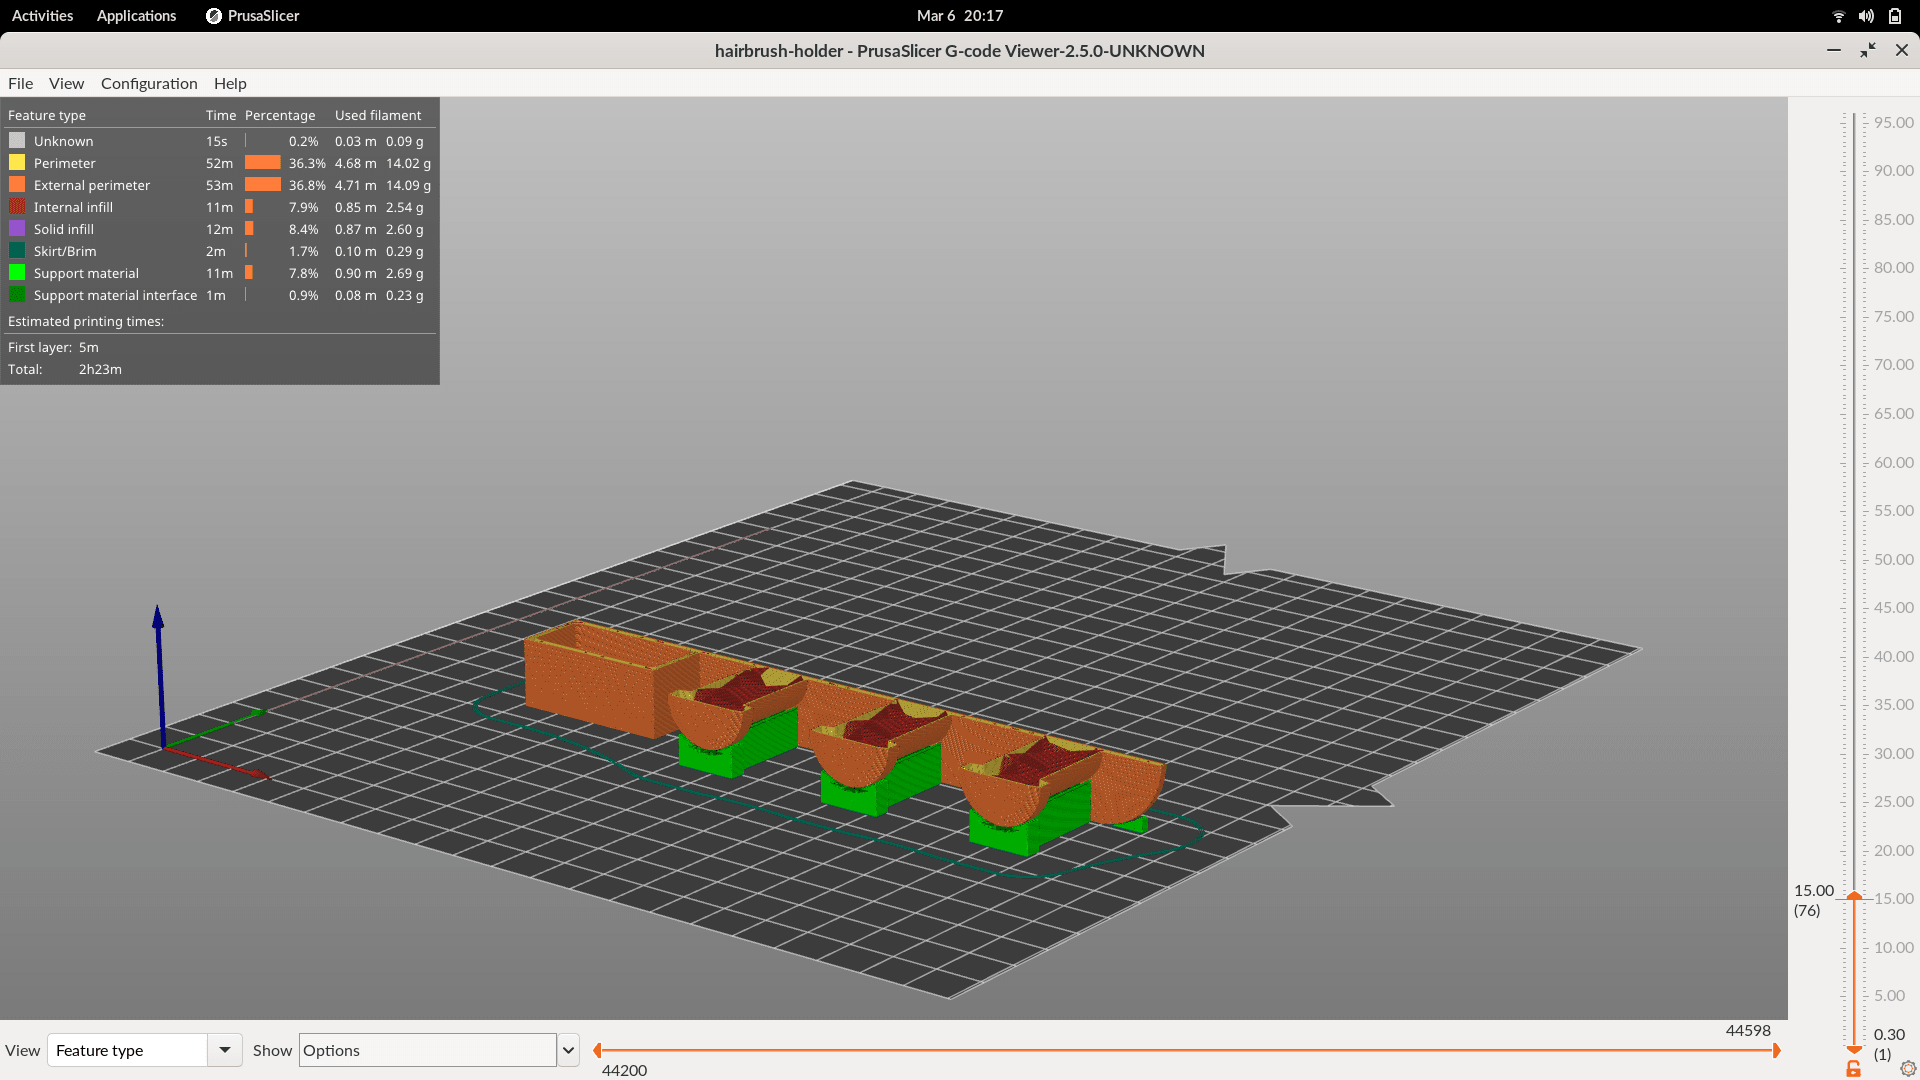 Activities Applications PrusaSlicer Mar 6 20:17
hairbrush-holder - PrusaSlicer G-code Viewer-2.5.0-UNKNOWN
File View Configuration Help
Feature type Time Percentage Used filament
Unknown 15s 0.2% 0.03 m 0.09 g
Perimeter 52m 36.3% 4.68 m 14.02 g
External perimeter 53m 36.8% 4.71 m 14.09 g
Internal infill 11m 7.9% 0.85 m 2.54 g
Solid infill 12m 8.4% 0.87 m 2.60 g
Skirt/Brim 2m 1.7% 0.10 m 0.29 g
Support material 11m 7.8% 0.90 m 2.69 g
Support material interface 1m 0.9% 0.08 m 0.23 g
Estimated printing times:
First layer: 5m
Total: 2h23m
95.00
90.00
85.00
80.00
75.00
70.00
65.00
60.00
55.00
50.00
45.00
40.00
35.00
30.00
25.00
20.00
15.00
(76)
15.00
10.00
5.00
0.30
(1)
View Feature type Show Options
44598
44200